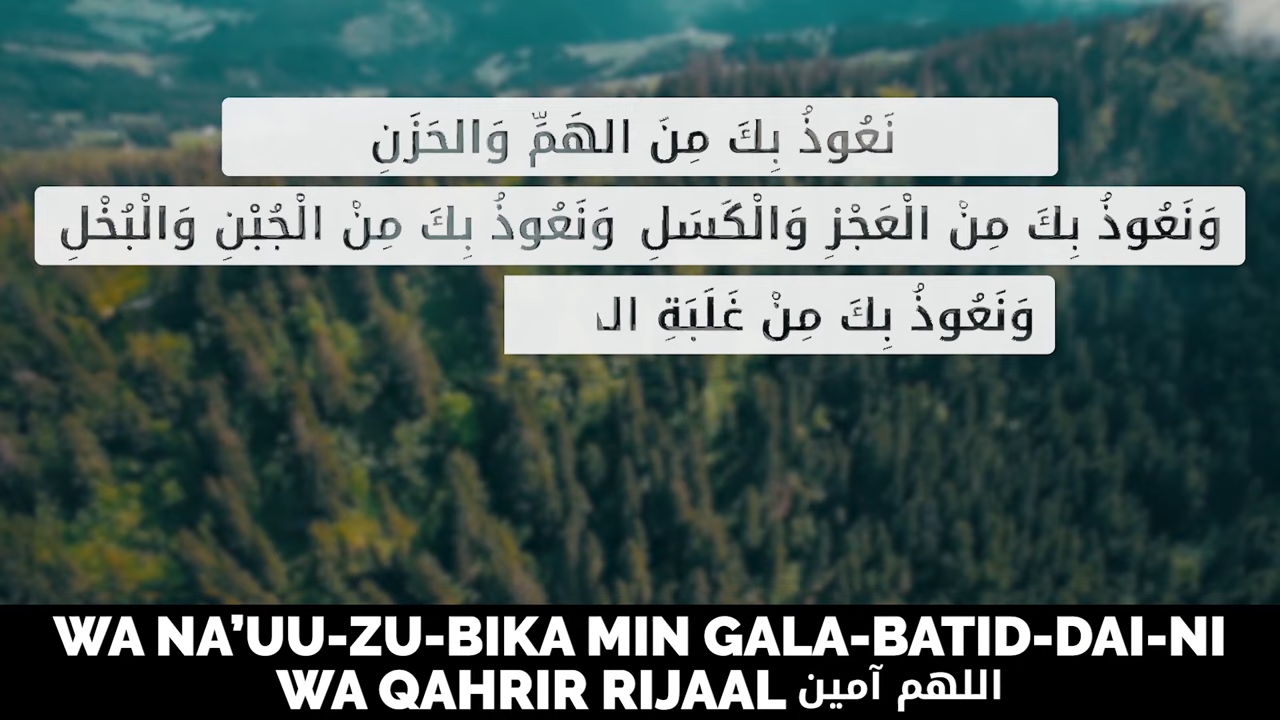 نَعُوذُ بِكَ مِنَ الهَمِّ وَالحَزَنِ
وَنَعُوذُ بِكَ مِنْ الْعَجْزِ وَالْكَسَلِ وَنَعُوذُ بِكَ مِنْ الْجُبْنِ وَالْبُخْلِ
وَنَعُوذُ بِكَ مِنْ غَلَبَةِ الـ
WA NA’UU-ZU-BIKA MIN GALA-BATID-DAI-NI
WA QAHRIR RIJAAL اللهم آمين